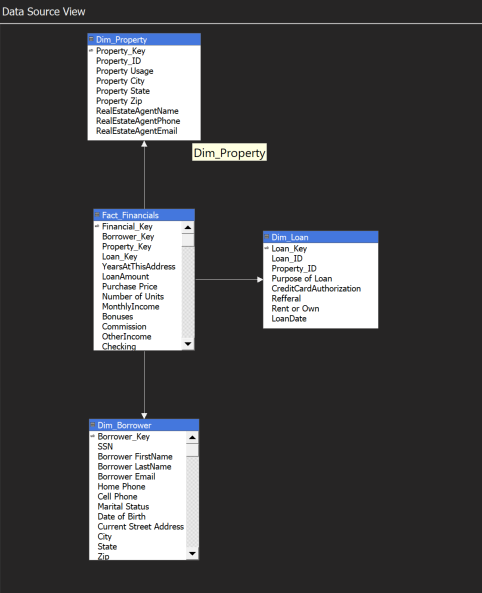 Data Source View
Dim_Property
Property_Key
Property_ID
Property Usage
Property City
Property State
Property Zip
RealEstateAgentName
RealEstateAgentPhone
RealEstateAgentEmail
Dim_Property
Fact_Financials
Financial_Key
Borrower_Key
Property_Key
Loan_Key
YearsAtThisAddress
LoanAmount
Purchase Price
Number of Units
MonthlyIncome
Bonuses
Commission
OtherIncome
Checking
Dim_Loan
Loan_Key
Loan_ID
Property_ID
Purpose of Loan
CreditCardAuthorization
Refferal
Rent or Own
LoanDate
Dim_Borrower
Borrower_Key
SSN
Borrower FirstName
Borrower LastName
Borrower Email
Home Phone
Cell Phone
Marital Status
Date of Birth
Current Street Address
City
State
Zip